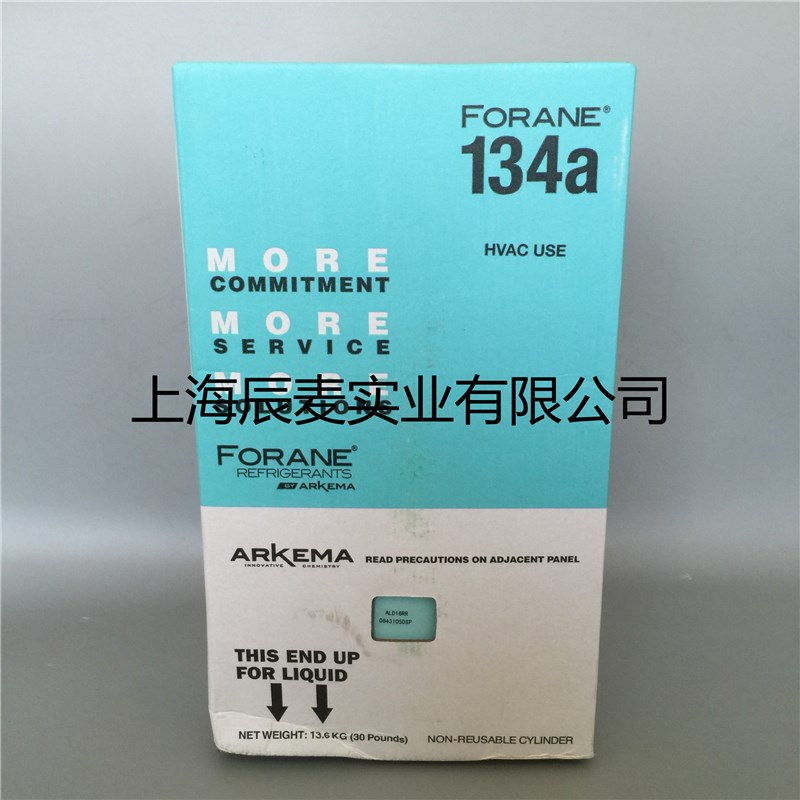 FORANE®
134a
HVAC USE
MORE
COMMITMENT
MORE
SERVICE
MORE
SOLUTIONS
上海辰麦实业有限公司
FORANE®
REFRIGERANTS
BY ARKEMA
ARKEMA
INNOVATIVE CHEMISTRY
READ PRECAUTIONS ON ADJACENT PANEL
THIS END UP
FOR LIQUID
NET WEIGHT: 13.6 KG (30 Pounds)
NON-REUSABLE CYLINDER